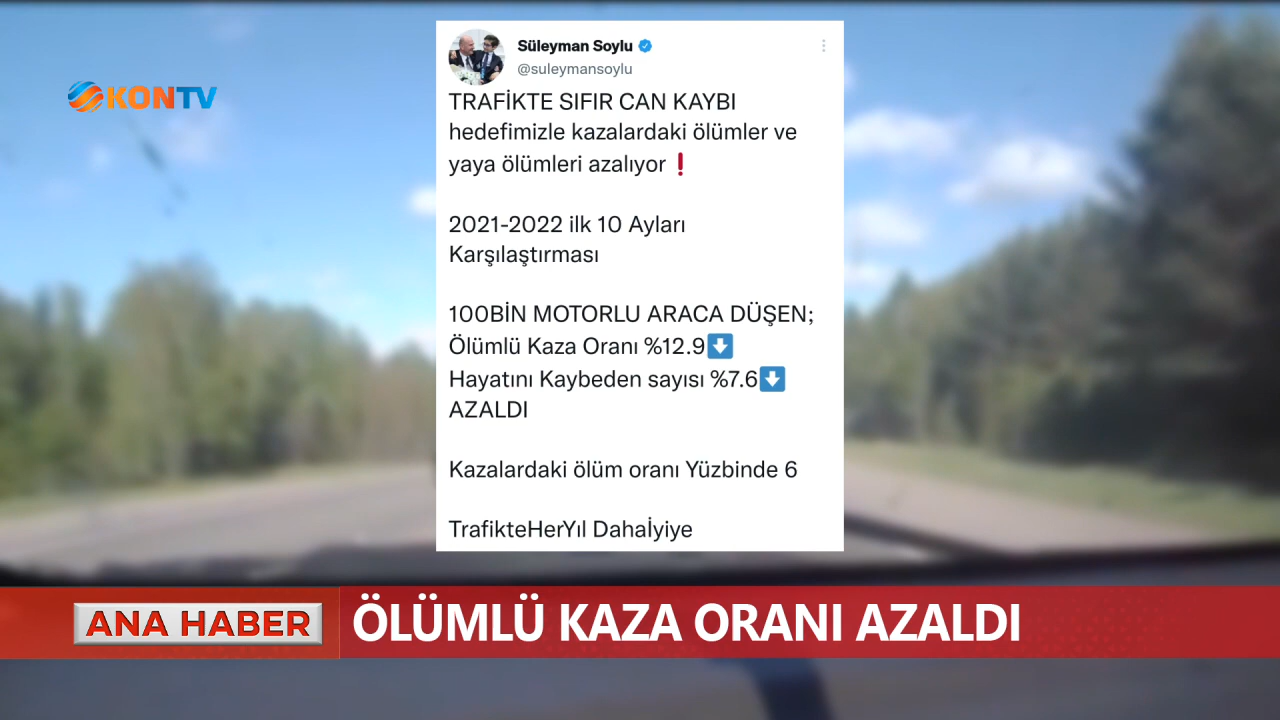 Süleyman Soylu
@suleymansoylu
KONTV
TRAFİKTE SIFIR CAN KAYBI
hedefimizle kazalardaki ölümler ve
yaya ölümleri azalıyor❗
2021-2022 ilk 10 Ayları
Karşılaştırması
100BİN MOTORLU ARACA DÜŞEN;
Ölümlü Kaza Oranı %12.9⬇️
Hayatını Kaybeden sayısı %7.6⬇️
AZALDI
Kazalardaki ölüm oranı Yüzbinde 6
TrafikteHerYıl Dahaİyiye
ANA HABER
ÖLÜMLÜ KAZA ORANI AZALDI